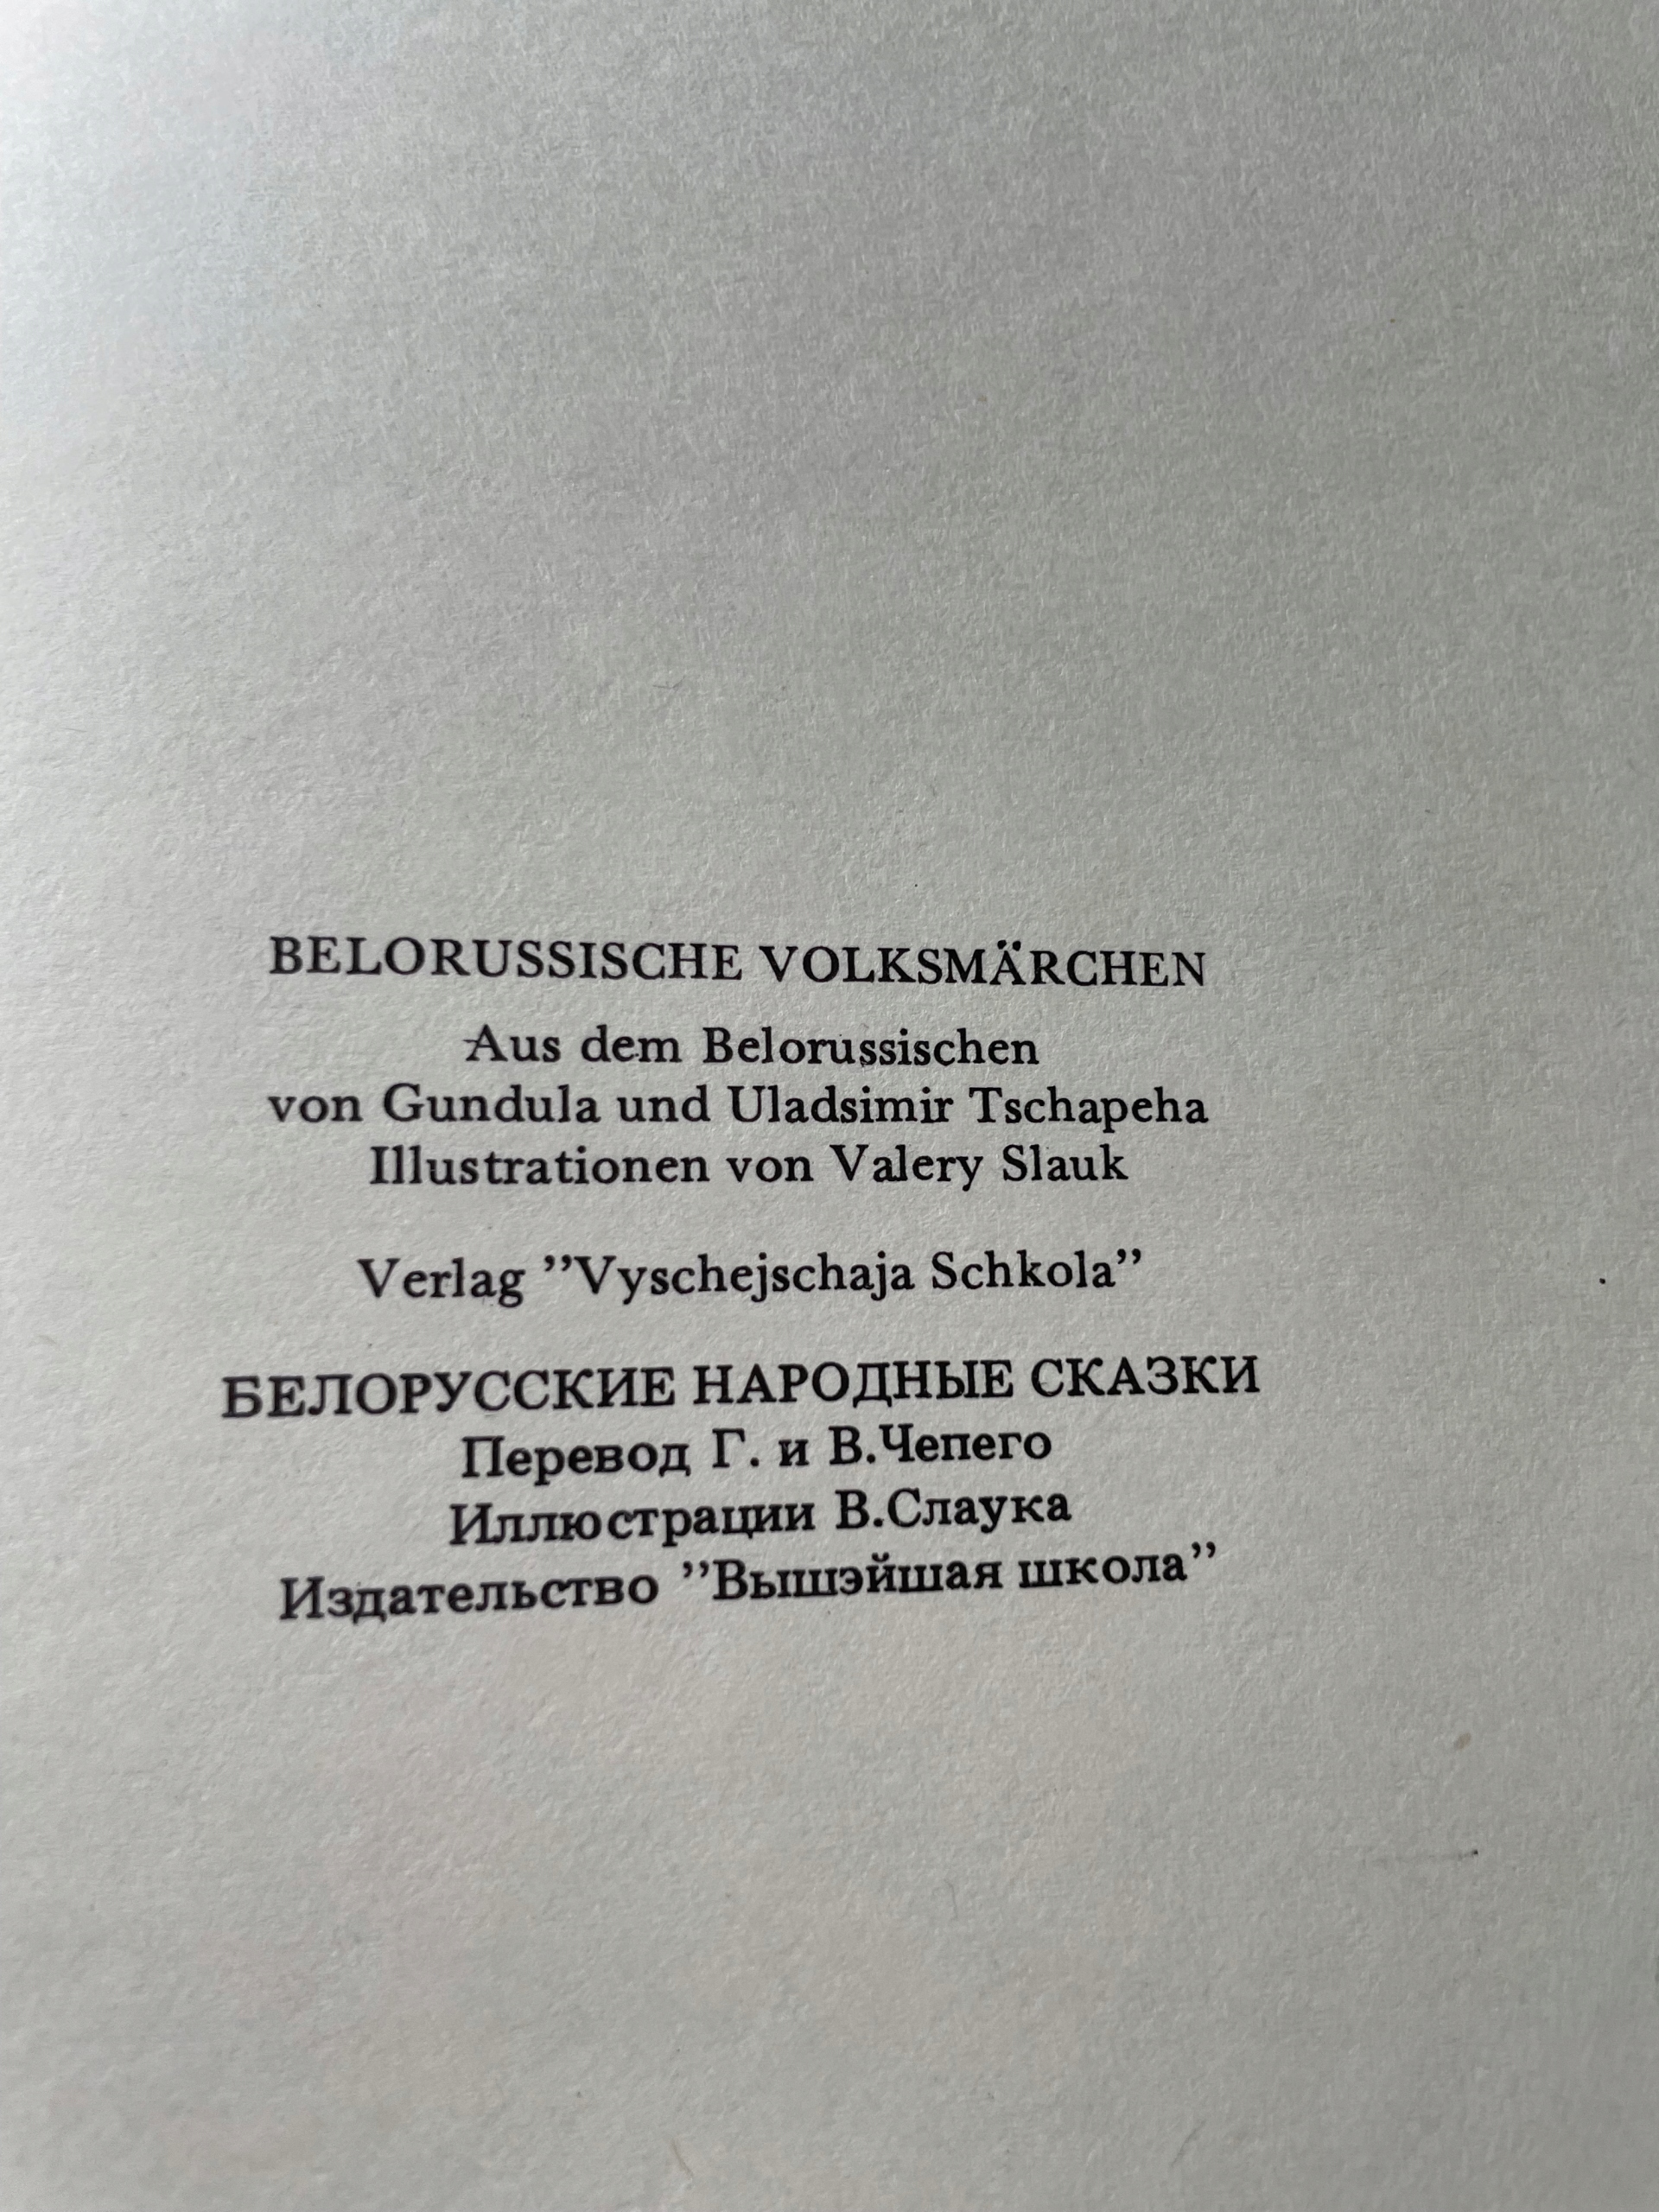 BELORUSSISCHE VOLKSMÄRCHEN
Aus dem Belorussischen
von Gundula und Uladsimir Tschapeha
Illustrationen von Valery Slauk
Verlag ”Vyschejschaja Schkola”
БЕЛОРУССКИЕ НАРОДНЫЕ СКАЗКИ
Перевод Г. и В.Чепего
Иллюстрации В.Слаука
Издательство ”Вышэйшая школа”